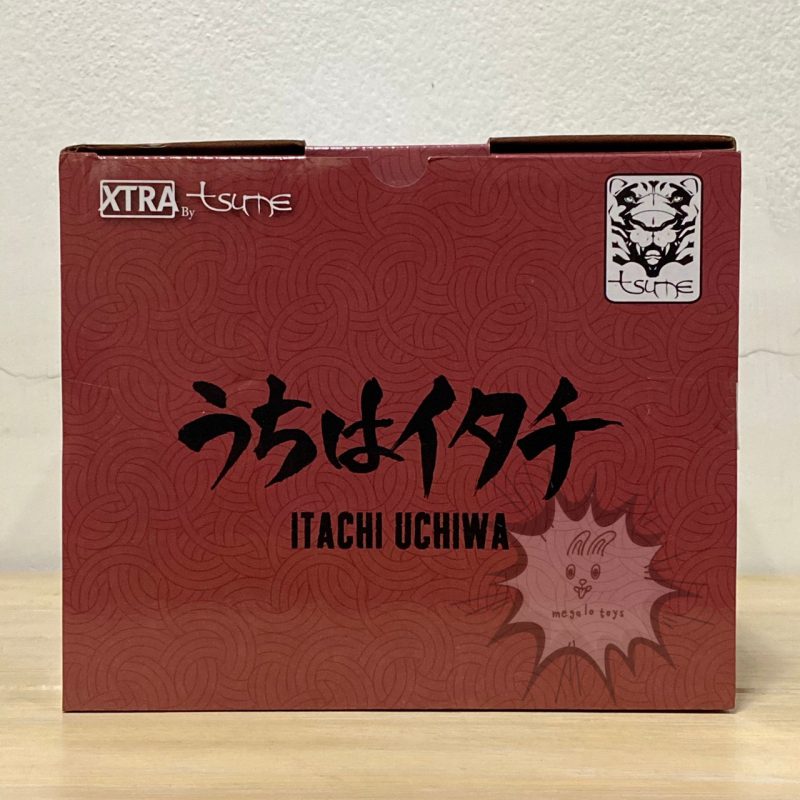 XTRA By tsume
tsume
うちはイタチ
ITACHI UCHIWA
megalo toys